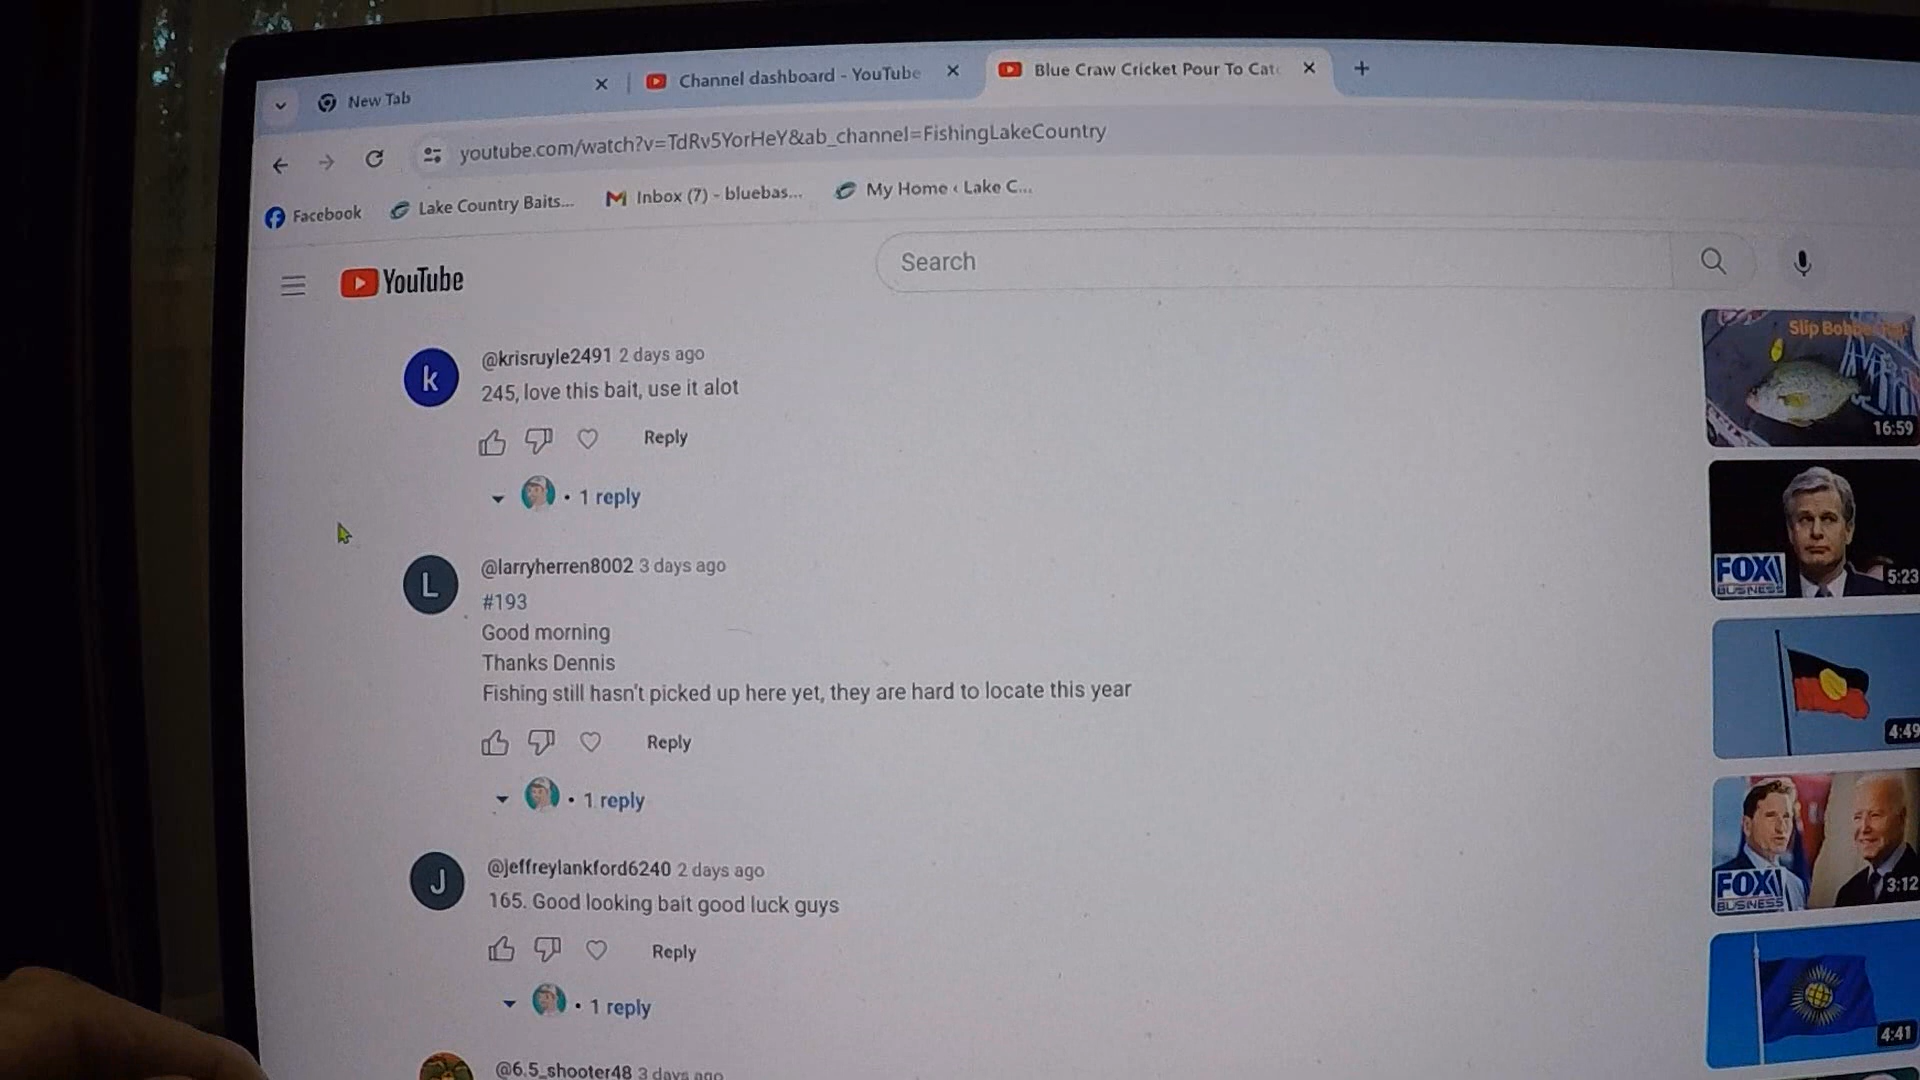 New Tab
Channel dashboard - YouTube
Blue Craw Cricket Pour To Catc
youtube.com/watch?v=TdRv5YorHeY&ab_channel=FishingLakeCountry
Facebook
Lake Country Baits...
Inbox (7) - bluebas...
My Home ‹ Lake C...
YouTube
Search
k
@krisruyle2491 2 days ago
245, love this bait, use it alot
Reply
• 1 reply
L
@larryherren8002 3 days ago
#193
Good morning
Thanks Dennis
Fishing still hasn't picked up here yet, they are hard to locate this year
Reply
• 1 reply
J
@jeffreylankford6240 2 days ago
165. Good looking bait good luck guys
Reply
• 1 reply
@6.5_shooter48 3 days ago
Slip
16:59
FOX
BUSINESS
5:23
4:49
FOX
BUSINESS
3:12
4:41